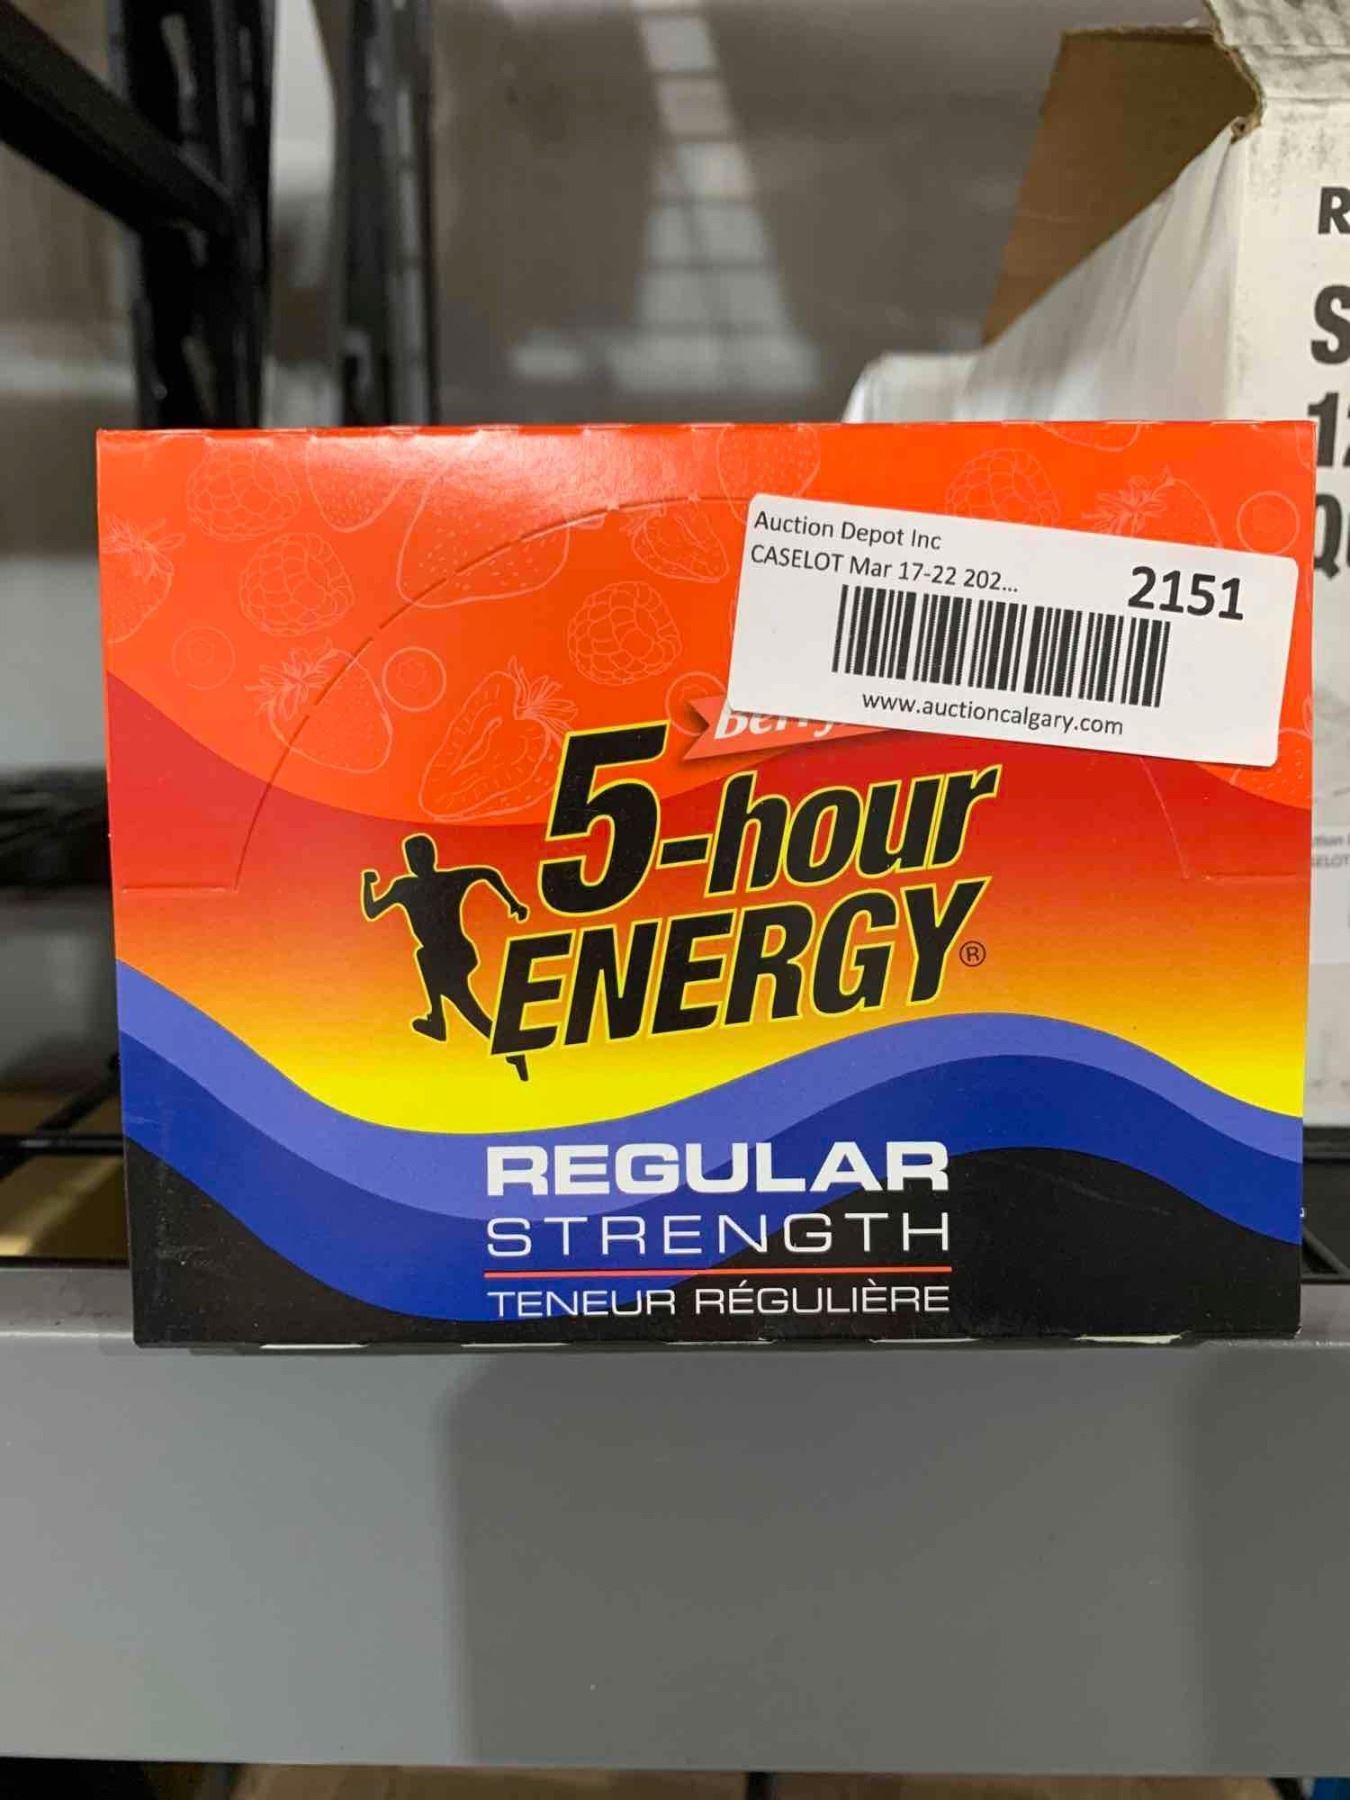 Auction Depot Inc
CASELOT Mar 17-22 202...
2151
www.auctioncalgary.com
Berry
5-hour
ENERGY®
REGULAR
STRENGTH
TENEUR RÉGULIÈRE
R
S